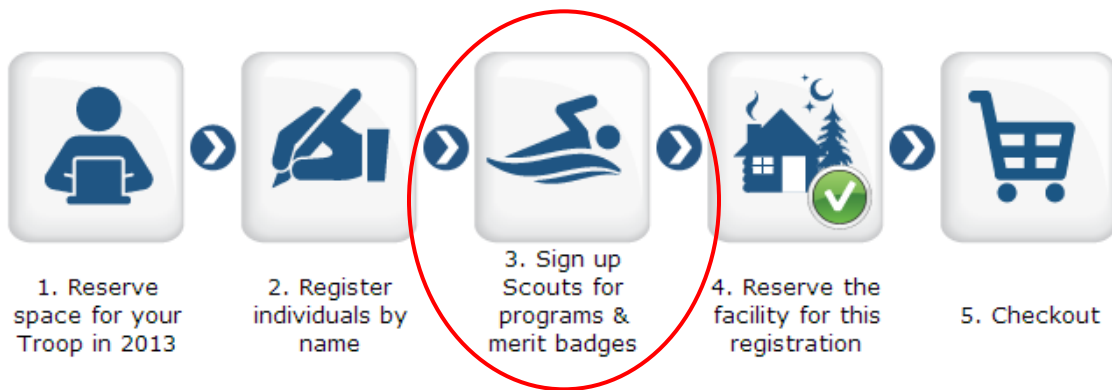 1. Reserve
space for your
Troop in 2013
2. Register
individuals by
name
3. Sign up
Scouts for
programs &
merit badges
4. Reserve the
facility for this
registration
5. Checkout